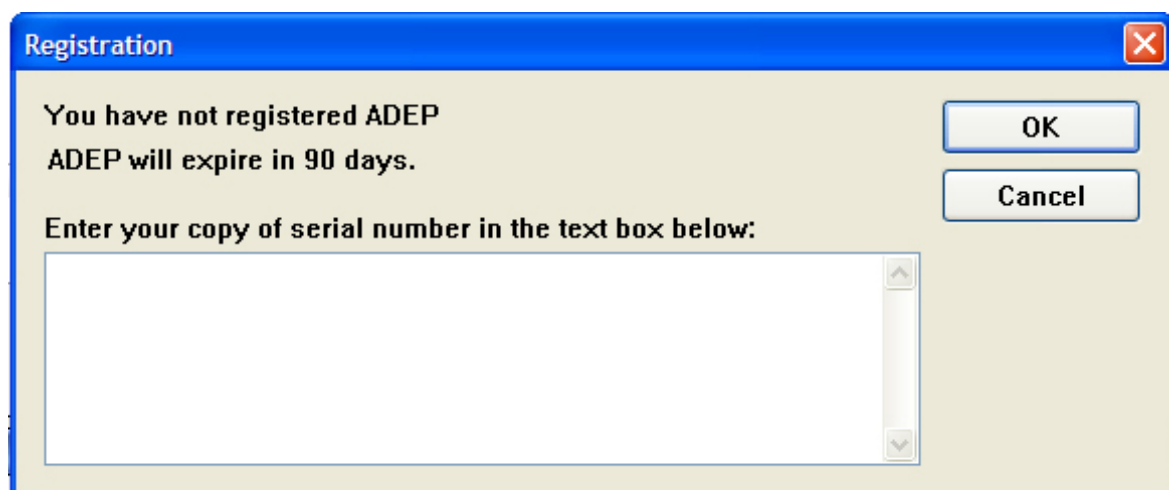 Registration
You have not registered ADEP
ADEP will expire in 90 days.
OK
Cancel
Enter your copy of serial number in the text box below: